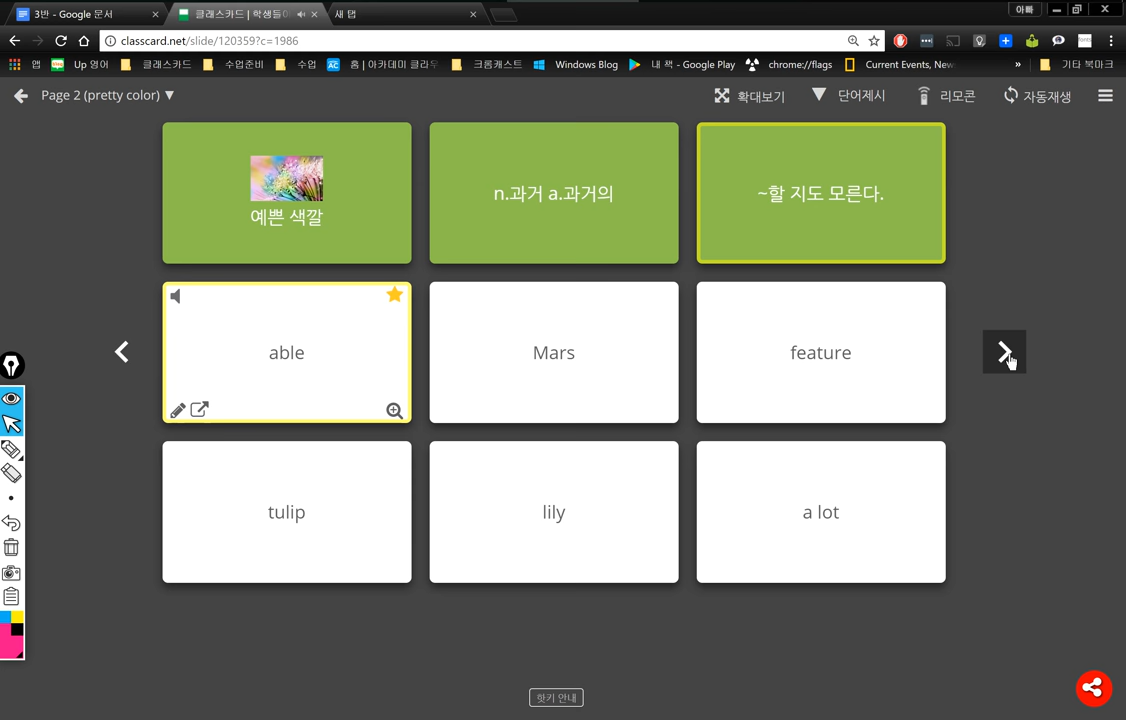 3반 - Google 문서
클래스카드 | 학생들이
새 탭
아빠
classcard.net/slide/120359?c=1986
앱
Up 영어
클래스카드
수업준비
수업
홈 | 아카데미 클라우
크롬캐스트
Windows Blog
내 책 - Google Play
chrome://flags
Current Events, New
»
기타 북마크
Page 2 (pretty color) ▼
확대보기
단어제시
리모콘
자동재생
예쁜 색깔
n.과거 a.과거의
~할 지도 모른다.
able
Mars
feature
tulip
lily
a lot
핫키 안내